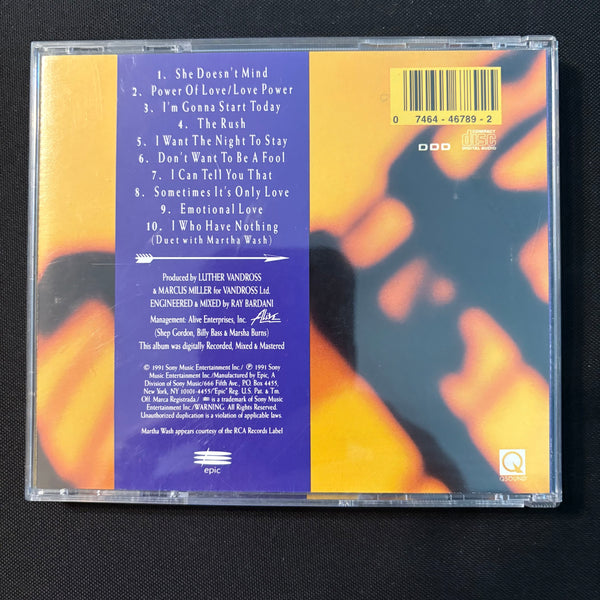 1. She Doesn't Mind
2. Power Of Love/Love Power
3. I'm Gonna Start Today
4. The Rush
5. I Want The Night To Stay
6. Don't Want To Be A Fool
7. I Can Tell You That
8. Sometimes It's Only Love
9. Emotional Love
10. I Who Have Nothing
(Duet with Martha Wash)
Produced by LUTHER VANDROSS
& MARCUS MILLER for VANDROSS Ltd.
ENGINEERED & MIXED by RAY BARDANI
Management: Alive Enterprises, Inc. Alive
(Shep Gordon, Billy Bass & Marsha Burns)
This album was digitally Recorded, Mixed & Mastered
© 1991 Sony Music Entertainment Inc./ ℗ 1991 Sony
Music Entertainment Inc./Manufactured by Epic, A
Division of Sony Music/666 Fifth Ave., P.O. Box 4455,
New York, NY 10101-4455/"Epic" Reg. U.S. Pat. & Tm.
Off. Marca Registrada./ is a trademark of Sony Music
Entertainment Inc./WARNING: All Rights Reserved.
Unauthorized duplication is a violation of applicable laws.
Martha Wash appears courtesy of the RCA Records Label
epic
0 7464-46789-2
DDD
COMPACT
disc
DIGITAL AUDIO
Q
QSOUND